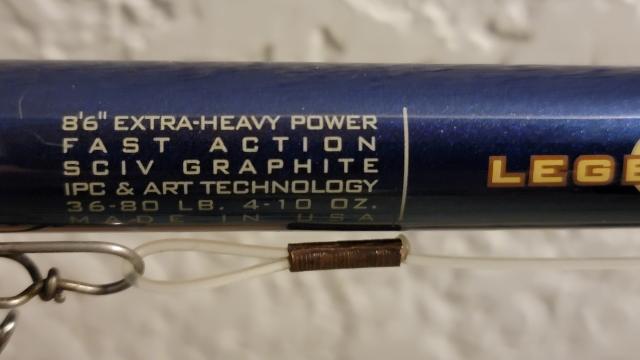 8'6" EXTRA-HEAVY POWER
FAST ACTION
SCIV GRAPHITE
IPC & ART TECHNOLOGY
36-80 LB. 4-10 OZ.
MADE IN USA
LEGE